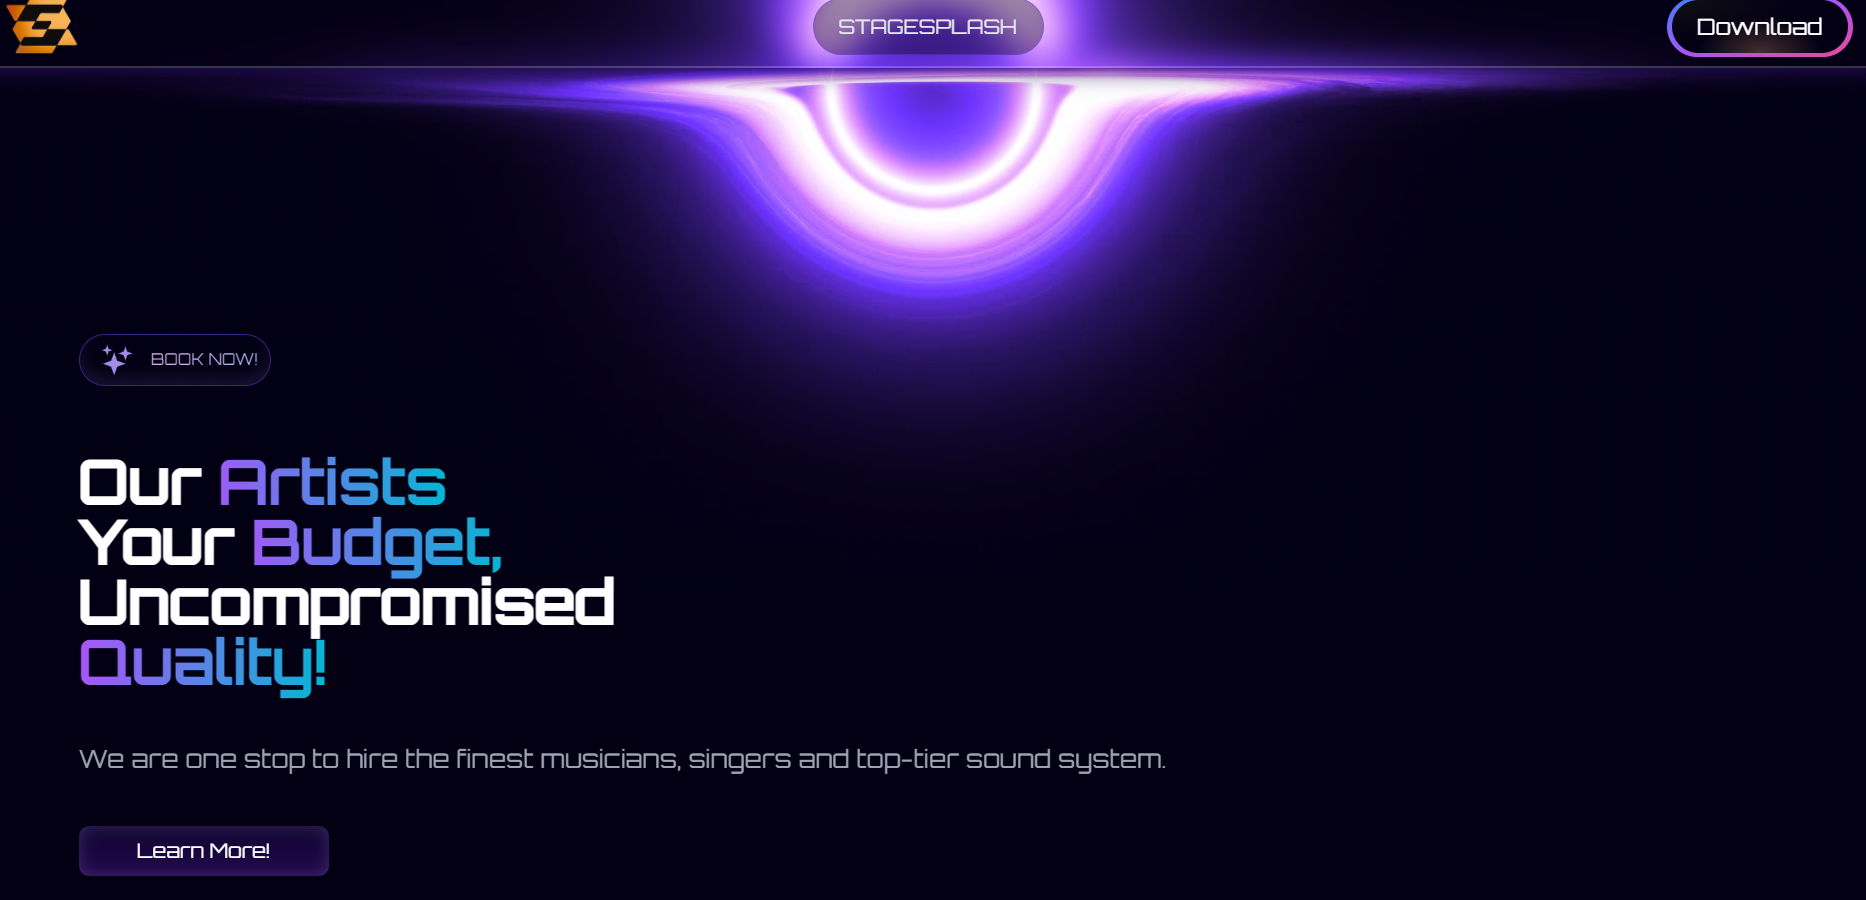 STAGESPLASH
Download
BOOK NOW!
Our Artists
Your Budget,
Uncompromised
Quality!
We are one stop to hire the finest musicians, singers and top-tier sound system.
Learn More!